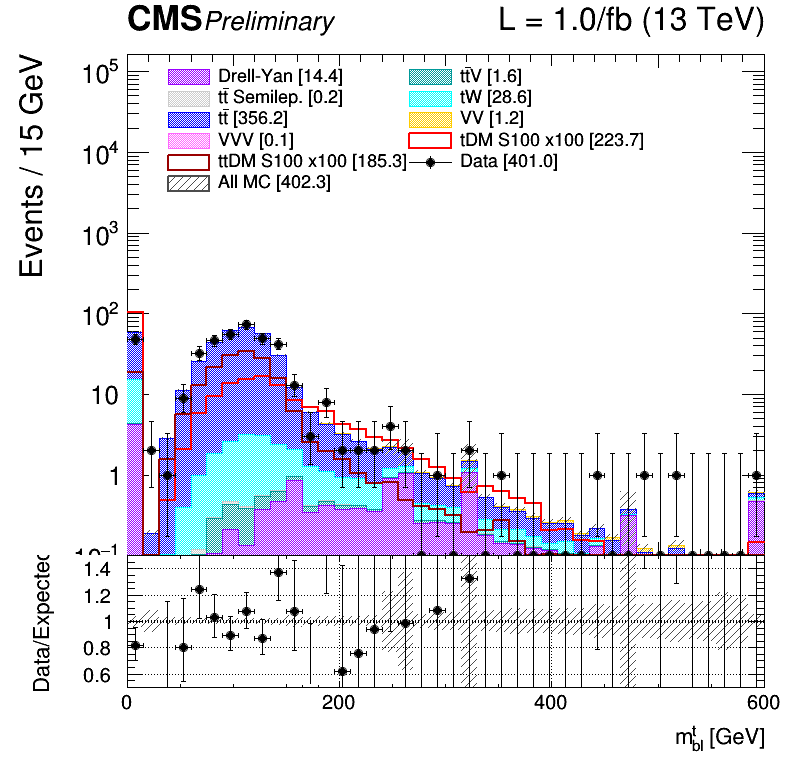 CMS Preliminary L = 1.0/fb (13 TeV)
Events / 15 GeV
10⁵
10⁴
10³
10²
10
1
10⁻¹
Drell-Yan [14.4]
tt̄ Semilep. [0.2]
tt̄ [356.2]
VVV [0.1]
ttDM S100 x100 [185.3]
All MC [402.3]
tt̄V [1.6]
tW [28.6]
VV [1.2]
tDM S100 x100 [223.7]
Data [401.0]
Data/Expected
1.4
1.2
1
0.8
0.6
0 200 400 600
m^t_bl [GeV]